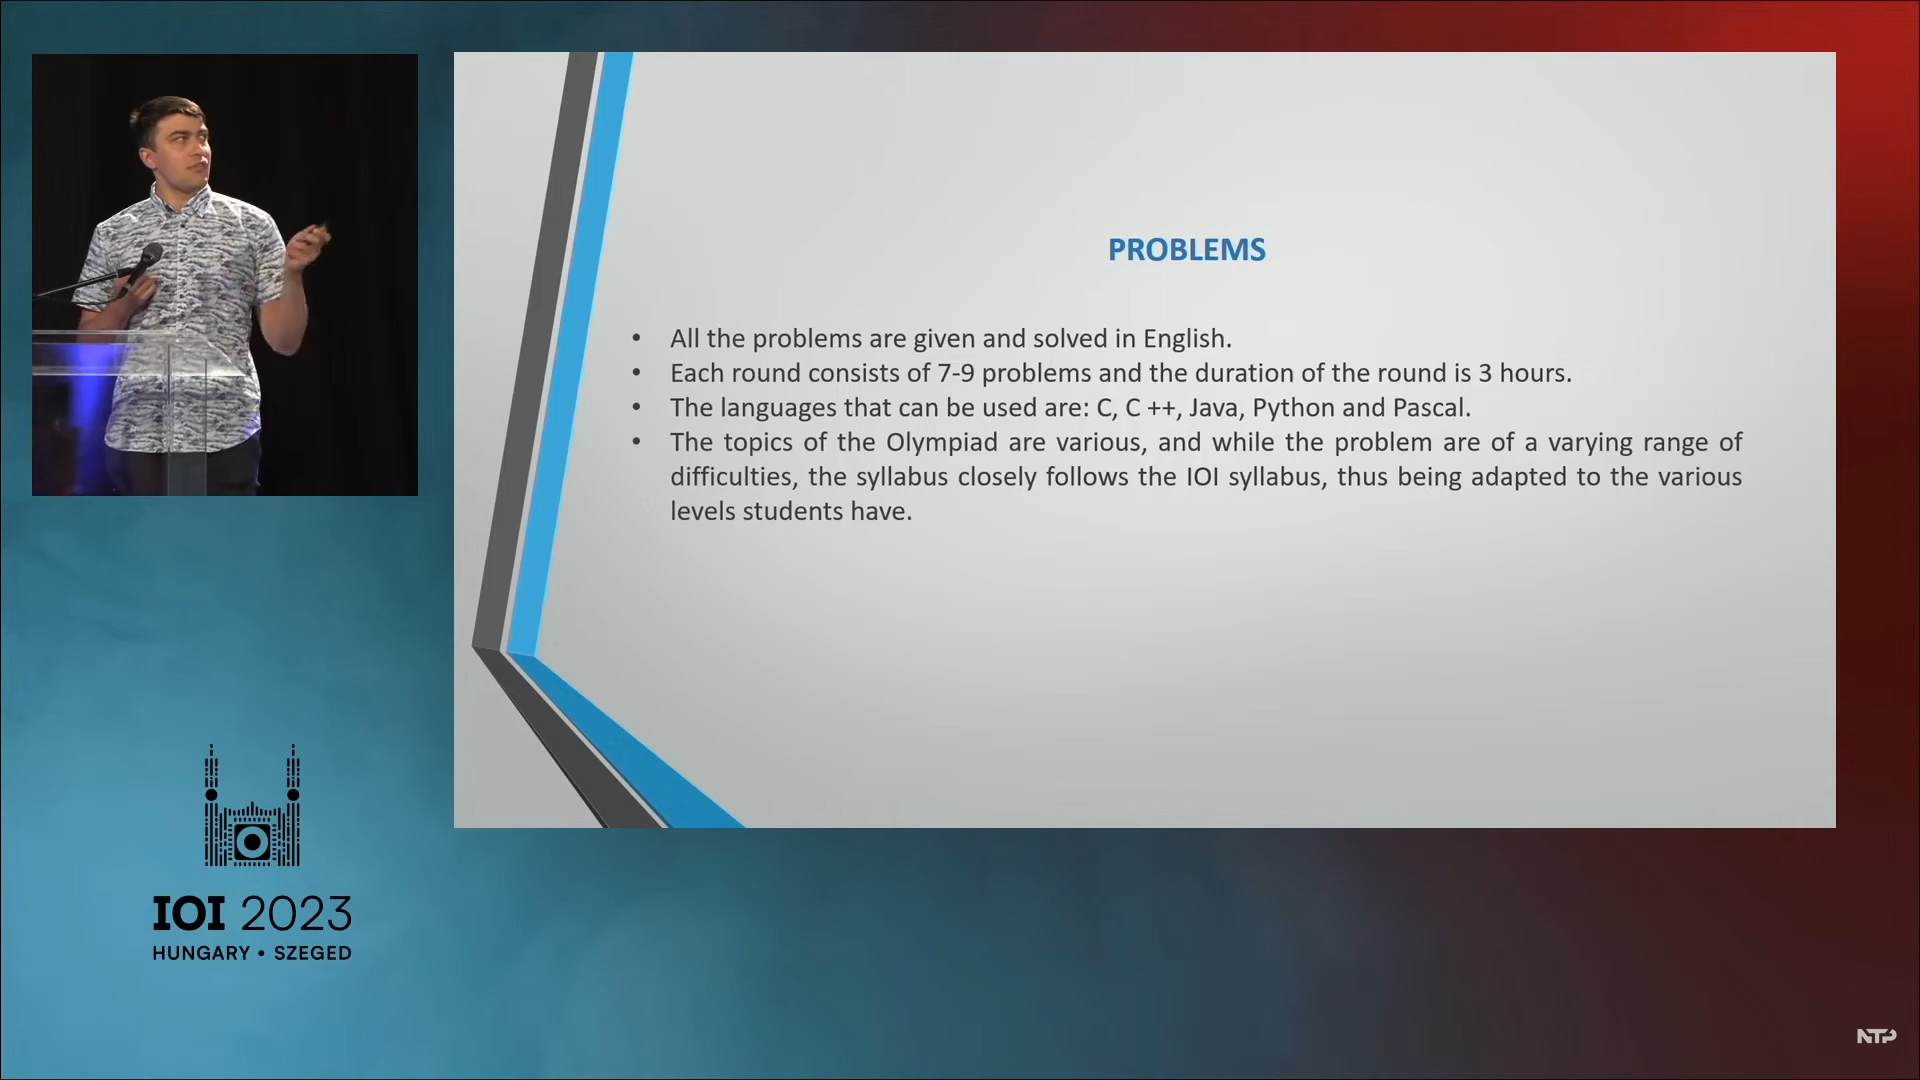 PROBLEMS
• All the problems are given and solved in English.
• Each round consists of 7-9 problems and the duration of the round is 3 hours.
• The languages that can be used are: C, C ++, Java, Python and Pascal.
• The topics of the Olympiad are various, and while the problem are of a varying range of
difficulties, the syllabus closely follows the IOI syllabus, thus being adapted to the various
levels students have.
IOI 2023
HUNGARY • SZEGED
NTP